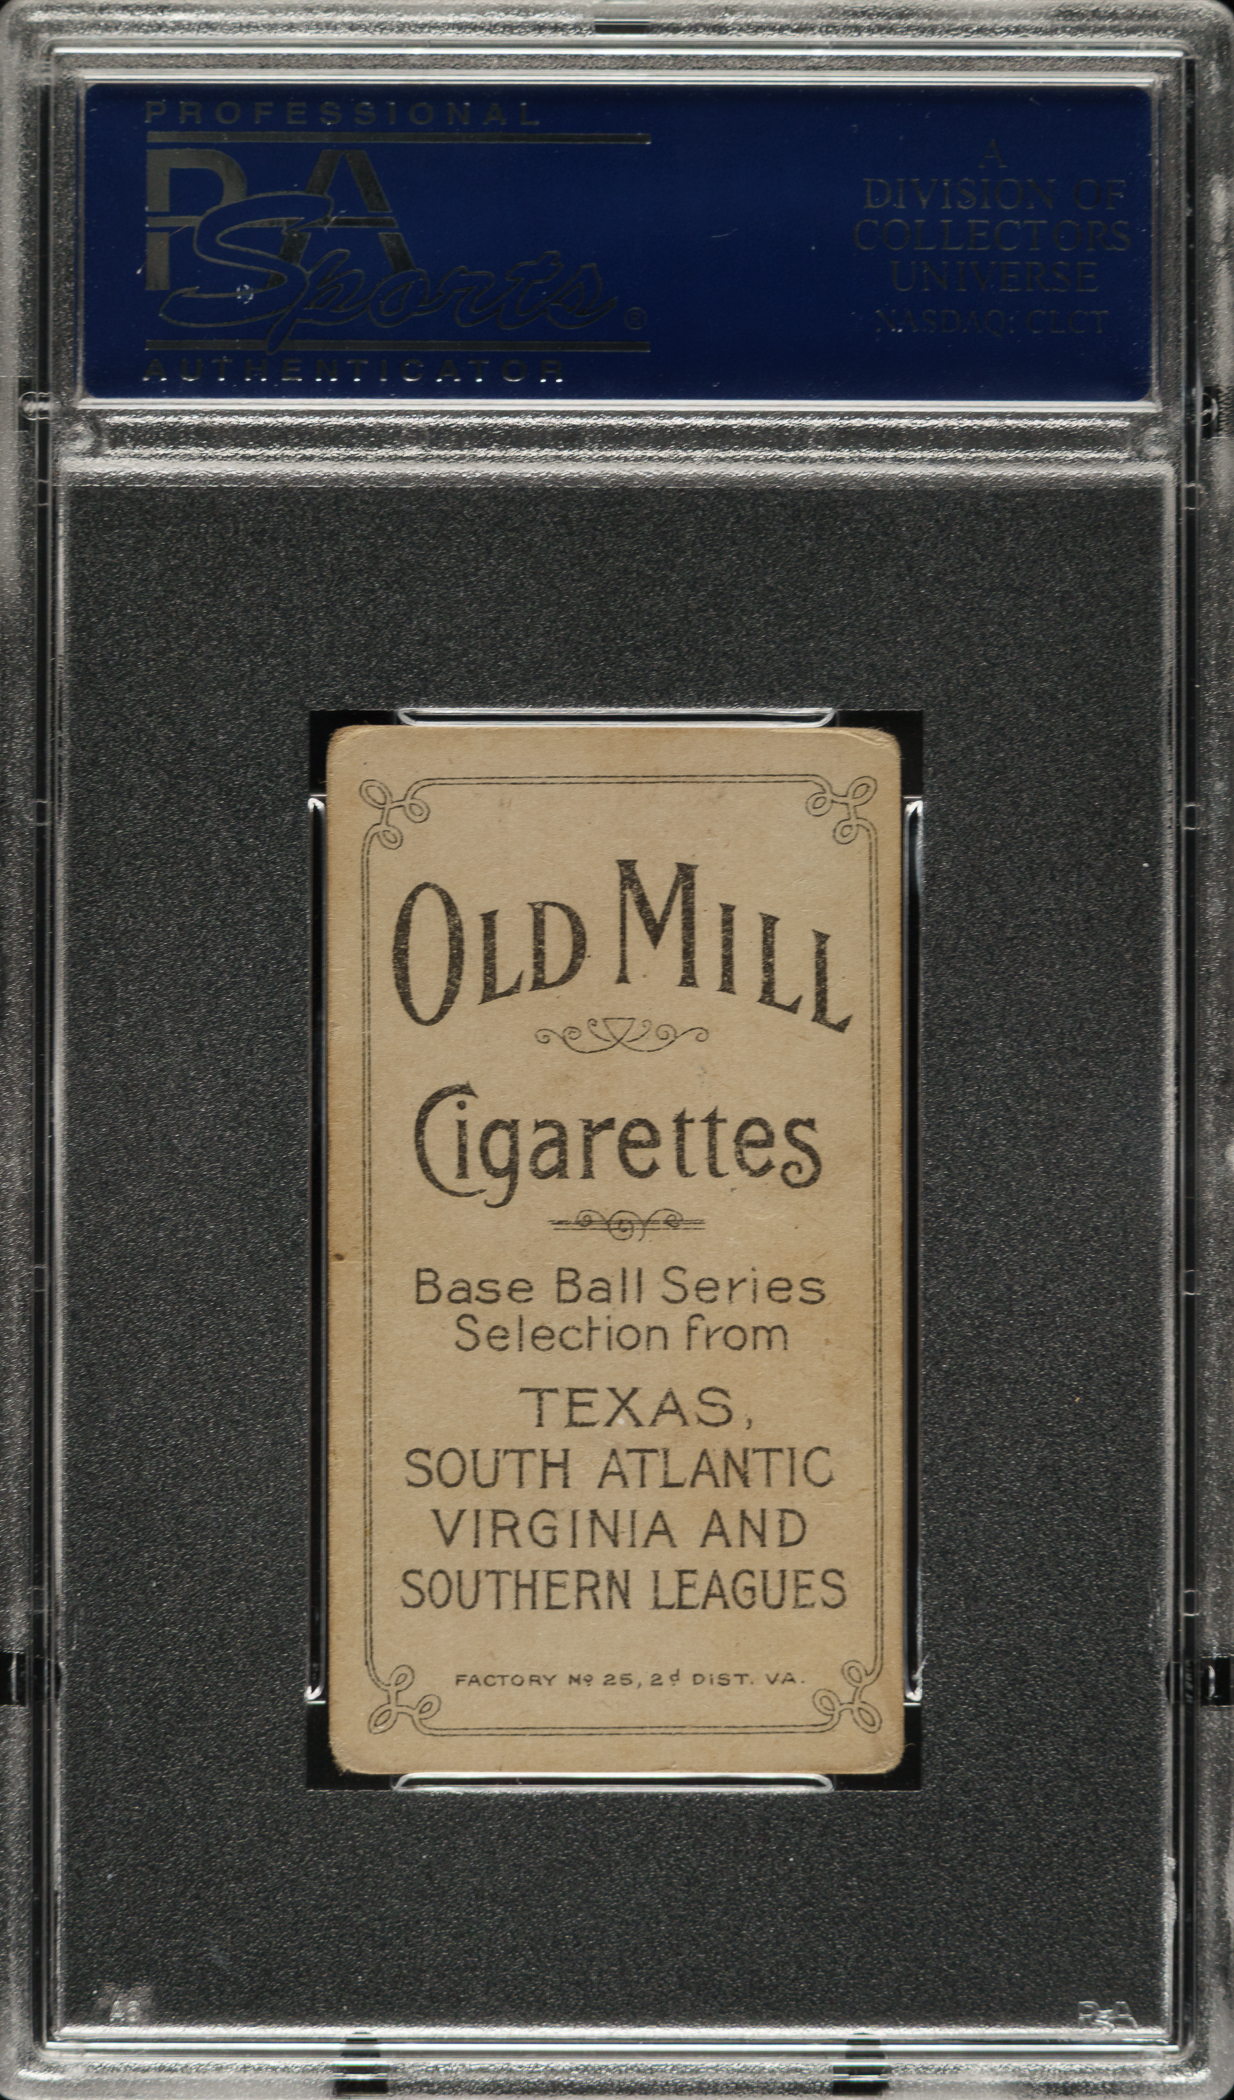 PROFESSIONAL
PSA
Sports®
AUTHENTICATOR
A
DIVISION OF
COLLECTORS
UNIVERSE
NASDAQ: CLCT
OLD MILL
Cigarettes
Base Ball Series
Selection from
TEXAS,
SOUTH ATLANTIC
VIRGINIA AND
SOUTHERN LEAGUES
FACTORY Nº 25, 2d DIST. VA.
PSA